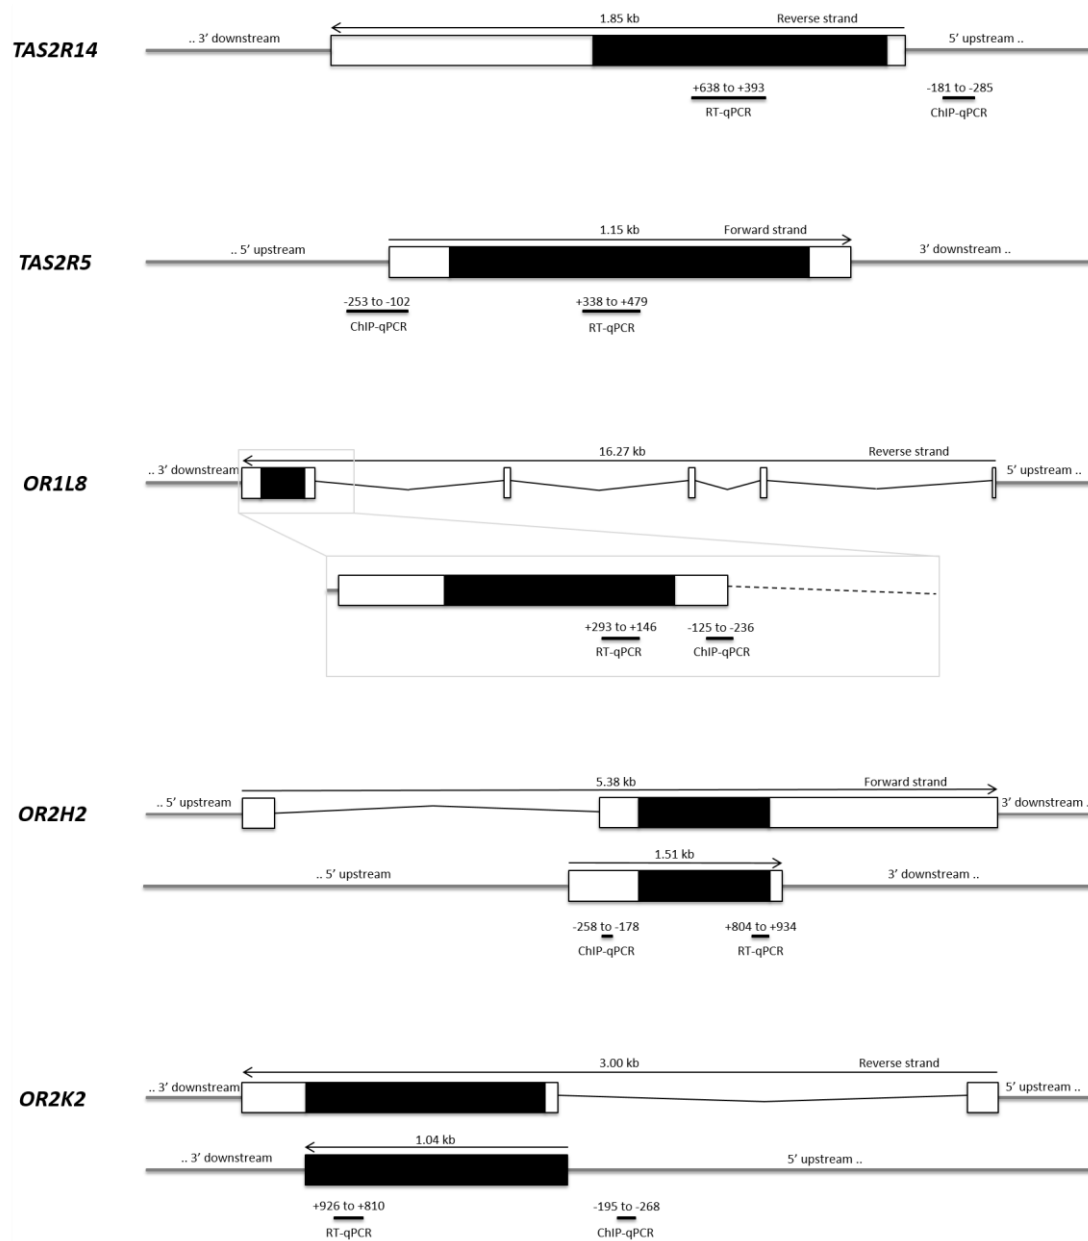 1.85 kb Reverse strand
TAS2R14 .. 3’ downstream 5’ upstream ..
+638 to +393 -181 to -285
RT-qPCR ChIP-qPCR
1.15 kb Forward strand
TAS2R5 .. 5’ upstream 3’ downstream ..
-253 to -102 +338 to +479
ChIP-qPCR RT-qPCR
16.27 kb Reverse strand
OR1L8 .. 3’ downstream 5’ upstream ..
+293 to +146 -125 to -236
RT-qPCR ChIP-qPCR
5.38 kb Forward strand
OR2H2 .. 5’ upstream 3’ downstream ..
1.51 kb
.. 5’ upstream 3’ downstream ..
-258 to -178 +804 to +934
ChIP-qPCR RT-qPCR
3.00 kb Reverse strand
OR2K2 .. 3’ downstream 5’ upstream ..
1.04 kb
.. 3’ downstream 5’ upstream ..
+926 to +810 -195 to -268
RT-qPCR ChIP-qPCR